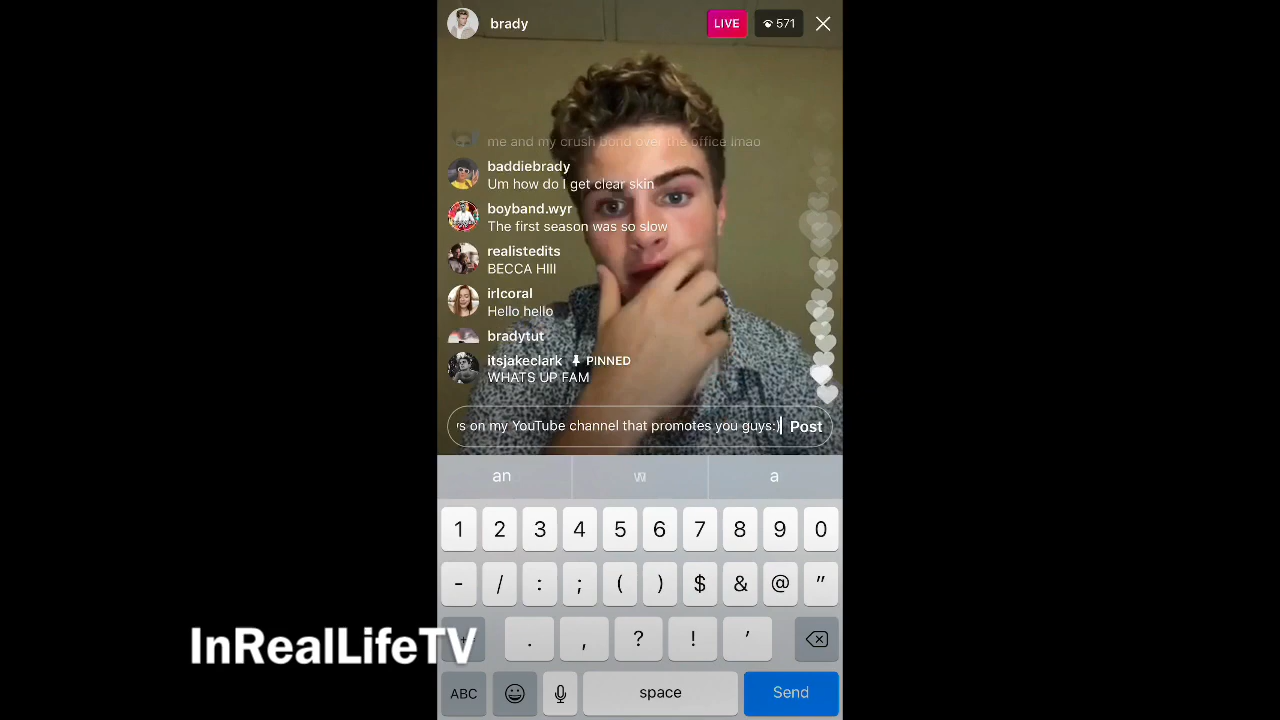 brady
LIVE
571
me and my crush bond over the office lmao
baddiebrady
Um how do I get clear skin
boyband.wyr
The first season was so slow
realistedits
BECCA HIII
irlcoral
Hello hello
bradytut
itsjakeclark PINNED
WHATS UP FAM
s on my YouTube channel that promotes you guys:) Post
an w a
1 2 3 4 5 6 7 8 9 0
- / : ; ( ) $ & @ "
. , ? ! '
InRealLifeTV
ABC space Send